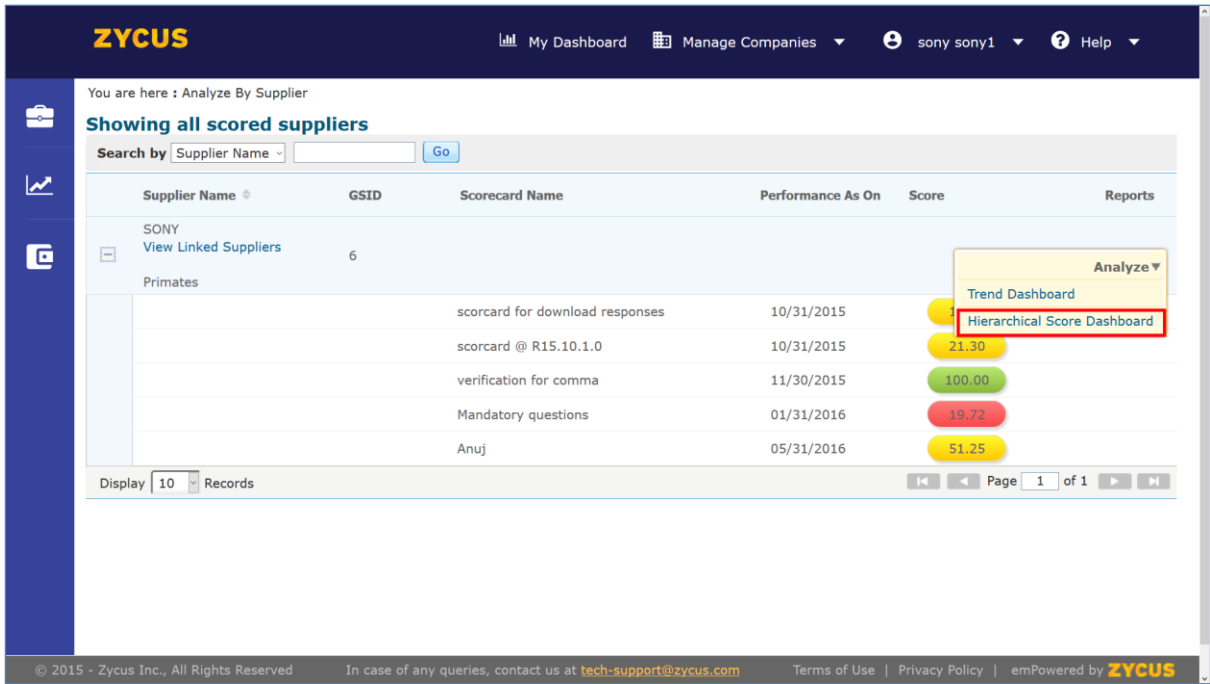 ZYCUS
My Dashboard Manage Companies sony sony1 Help
You are here : Analyze By Supplier
Showing all scored suppliers
Search by Supplier Name Go
Supplier Name GSID Scorecard Name Performance As On Score Reports
SONY
View Linked Suppliers
6
Primates
Analyze
Trend Dashboard
Hierarchical Score Dashboard
scorcard for download responses 10/31/2015
scorcard @ R15.10.1.0 10/31/2015 21.30
verification for comma 11/30/2015 100.00
Mandatory questions 01/31/2016 19.72
Anuj 05/31/2016 51.25
Display 10 Records Page 1 of 1
© 2015 - Zycus Inc., All Rights Reserved In case of any queries, contact us at tech-support@zycus.com Terms of Use | Privacy Policy | emPowered by ZYCUS